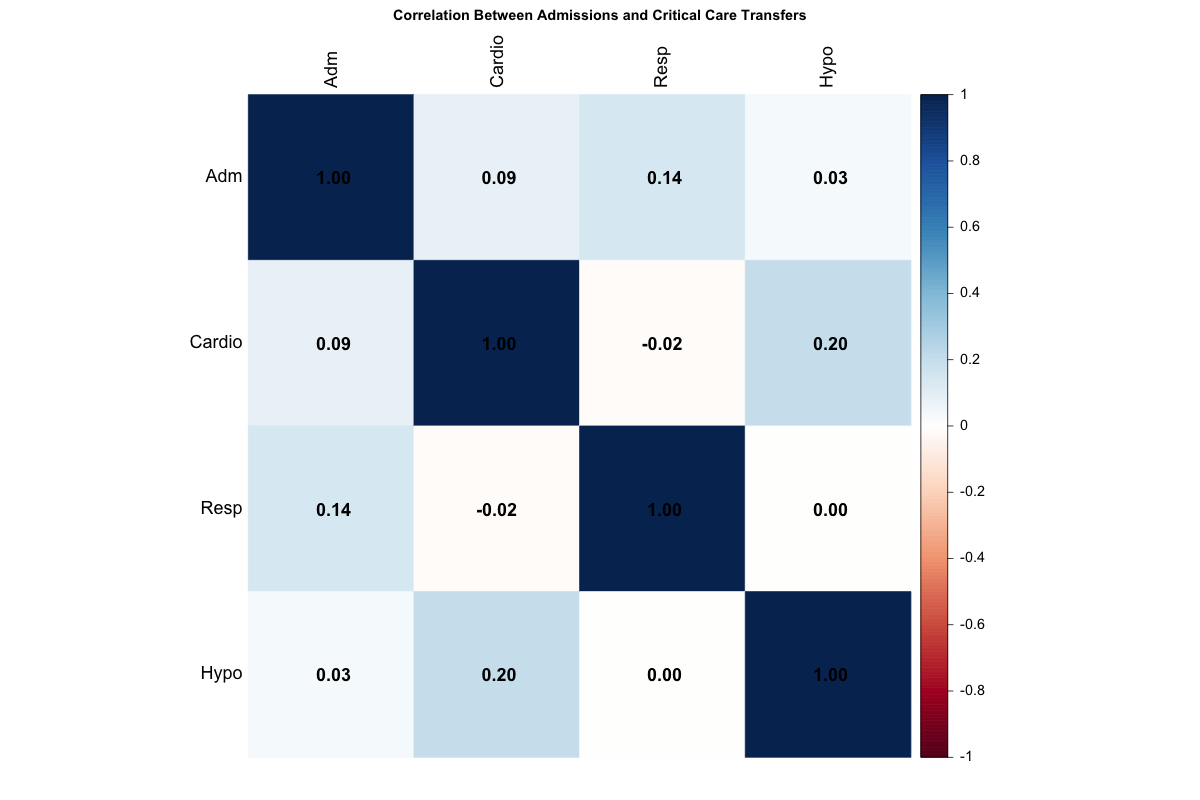 Correlation Between Admissions and Critical Care Transfers
Adm Cardio Resp Hypo
Adm 1.00 0.09 0.14 0.03
Cardio 0.09 1.00 -0.02 0.20
Resp 0.14 -0.02 1.00 0.00
Hypo 0.03 0.20 0.00 1.00
1
0.8
0.6
0.4
0.2
0
-0.2
-0.4
-0.6
-0.8
-1